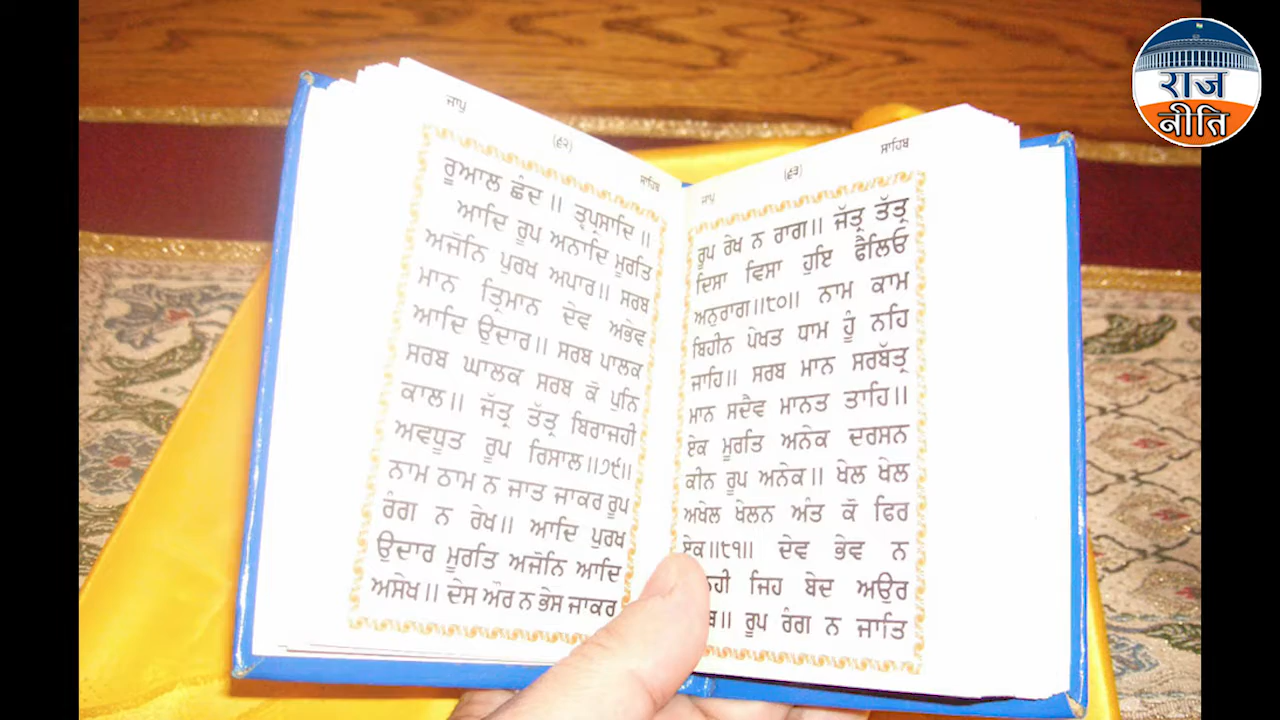 ਜਾਪੁ
(੬੨)
ਸਾਹਿਬ
ਰੂਆਲ ਛੰਦ ॥ ਤ੍ਵਪ੍ਰਸਾਦਿ ॥
ਆਦਿ ਰੂਪ ਅਨਾਦਿ ਮੂਰਤਿ
ਅਜੋਨਿ ਪੁਰਖ ਅਪਾਰ॥ ਸਰਬ
ਮਾਨ ਤ੍ਰਿਮਾਨ ਦੇਵ ਅਭੇਵ
ਆਦਿ ਉਦਾਰ॥ ਸਰਬ ਪਾਲਕ
ਸਰਬ ਘਾਲਕ ਸਰਬ ਕੋ ਪੁਨਿ
ਕਾਲ॥ ਜੱਤ੍ਰ ਤੱਤ੍ਰ ਬਿਰਾਜਹੀ
ਅਵਧੂਤ ਰੂਪ ਰਿਸਾਲ॥੭੯॥
ਨਾਮ ਠਾਮ ਨ ਜਾਤ ਜਾਕਰ ਰੂਪ
ਰੰਗ ਨ ਰੇਖ॥ ਆਦਿ ਪੁਰਖ
ਉਦਾਰ ਮੂਰਤਿ ਅਜੋਨਿ ਆਦਿ
ਅਸੇਖ॥ ਦੇਸ ਔਰ ਨ ਭੇਸ ਜਾਕਰ
ਜਾਪੁ
(੬੩)
ਸਾਹਿਬ
ਰੂਪ ਰੇਖ ਨ ਰਾਗ॥ ਜੱਤ੍ਰ ਤੱਤ੍ਰ
ਦਿਸਾ ਵਿਸਾ ਹੁਇ ਫੈਲਿਓ
ਅਨੁਰਾਗ॥੮੦॥ ਨਾਮ ਕਾਮ
ਬਿਹੀਨ ਪੇਖਤ ਧਾਮ ਹੂੰ ਨਹਿ
ਜਾਹਿ॥ ਸਰਬ ਮਾਨ ਸਰਬੱਤ੍ਰ
ਮਾਨ ਸਦੈਵ ਮਾਨਤ ਤਾਹਿ॥
ਏਕ ਮੂਰਤਿ ਅਨੇਕ ਦਰਸਨ
ਕੀਨ ਰੂਪ ਅਨੇਕ॥ ਖੇਲ ਖੇਲ
ਅਖੇਲ ਖੇਲਨ ਅੰਤ ਕੋ ਫਿਰ
ਏਕ॥੮੧॥ ਦੇਵ ਭੇਵ ਨ
ਜਿਹ ਬੇਦ ਅਉਰ
ਰੂਪ ਰੰਗ ਨ ਜਾਤਿ
राज
नीति